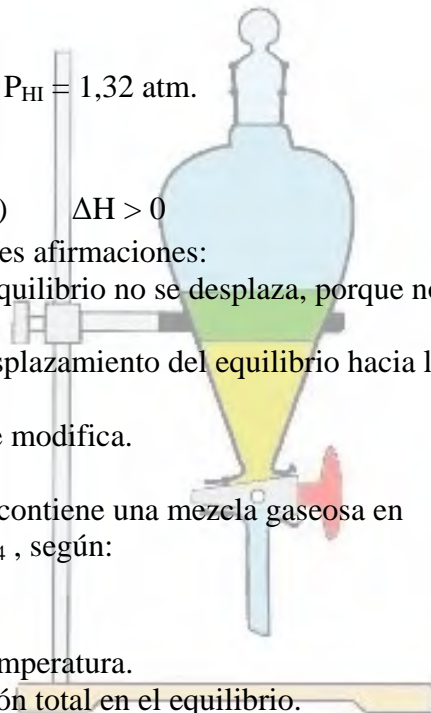 P_HI = 1,32 atm.
) ΔH > 0
es afirmaciones:
quilibrio no se desplaza, porque no
splazamiento del equilibrio hacia l
e modifica.
contiene una mezcla gaseosa en
4 , según:
mperatura.
ón total en el equilibrio.